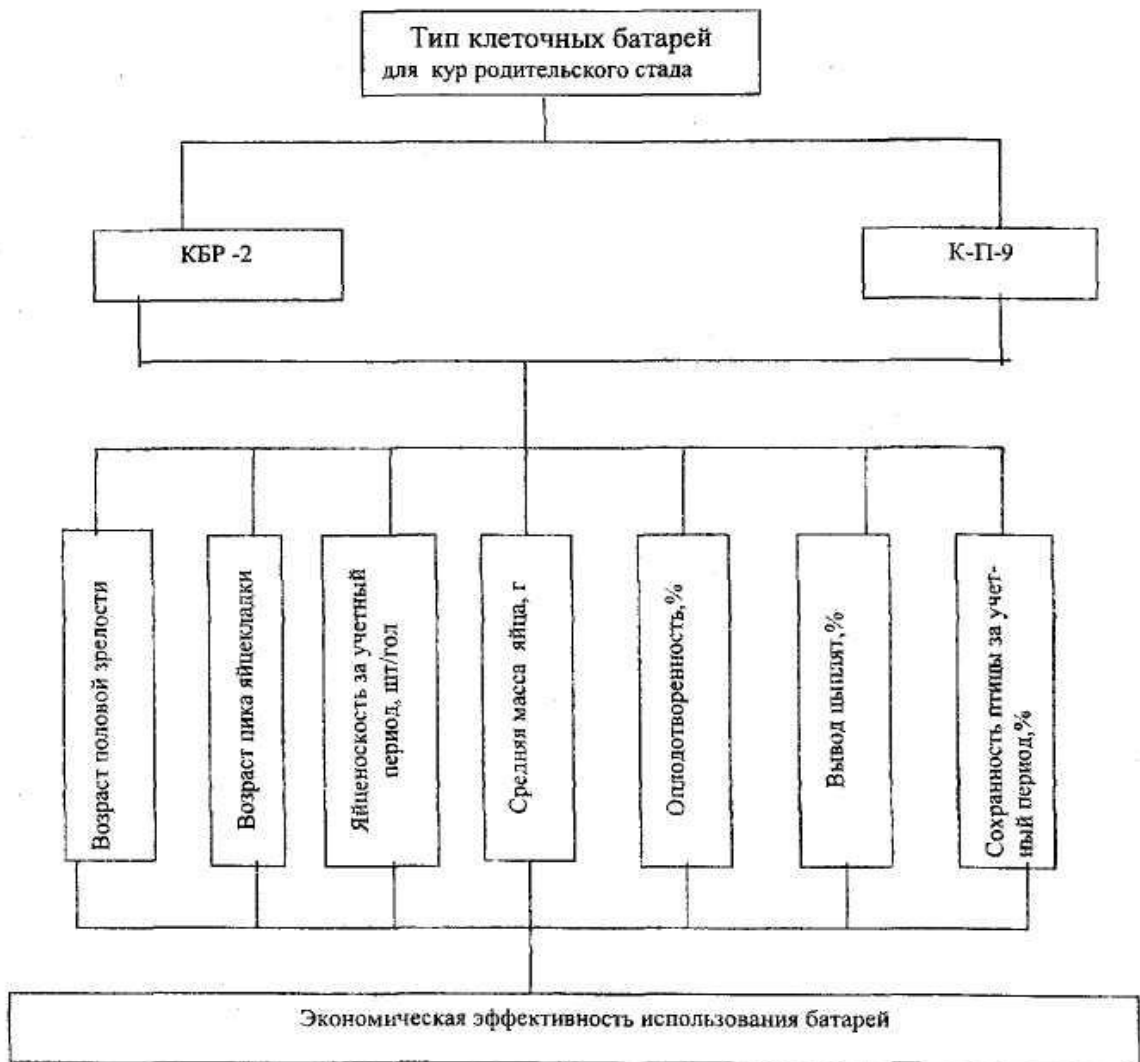 Тип клеточных батарей
для кур родительского стада
КБР -2
К-П-9
Возраст половой зрелости
Возраст пика яйцекладки
Яйценоскость за учетный
период, шт/гол
Средняя масса яйца, г
Оплодотворенность,%
Вывод цыплят,%
Сохранность птицы за учет-
ный период,%
Экономическая эффективность использования батарей